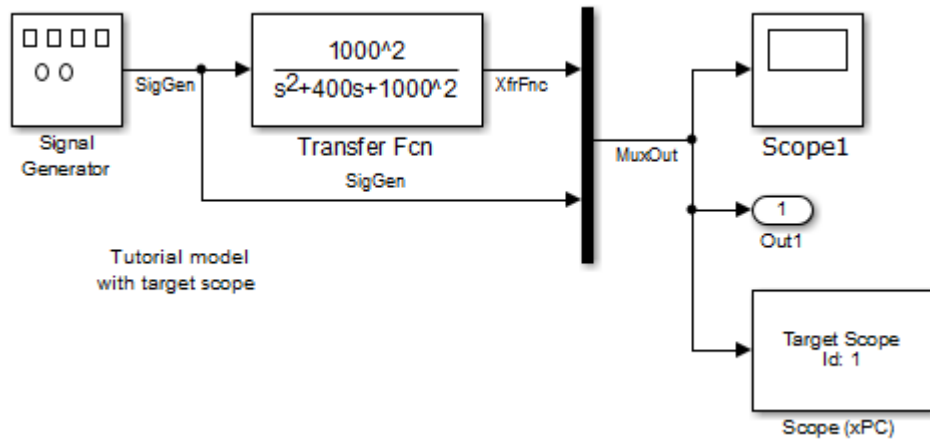 1000^2
s²+400s+1000^2
SigGen
XfrFnc
Signal
Generator
Transfer Fcn
SigGen
MuxOut
Scope1
1
Out1
Tutorial model
with target scope
Target Scope
Id: 1
Scope (xPC)